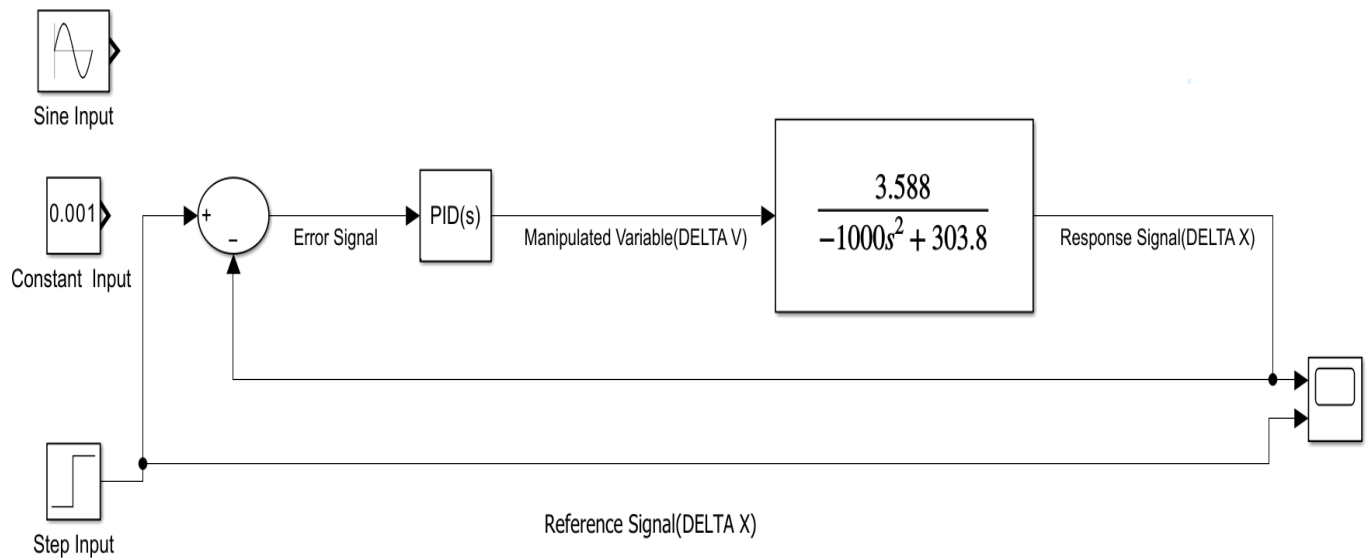 Sine Input
0.001
Constant Input
+
−
Error Signal
PID(s)
Manipulated Variable(DELTA V)
3.588
−1000s² + 303.8
Response Signal(DELTA X)
Step Input
Reference Signal(DELTA X)